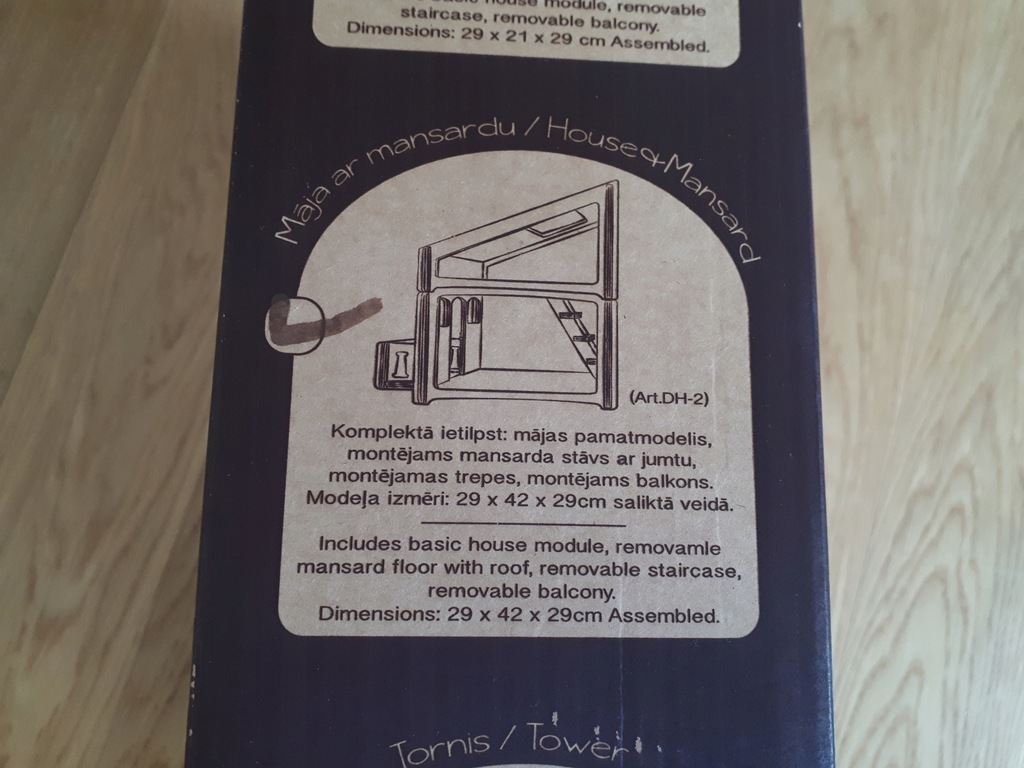 house module, removable
staircase, removable balcony.
Dimensions: 29 x 21 x 29 cm Assembled.
Māja ar mansardu / House & Mansard
(Art.DH-2)
Komplektā ietilpst: mājas pamatmodelis,
montējams mansarda stāvs ar jumtu,
montējamas trepes, montējams balkons.
Modeļa izmēri: 29 x 42 x 29cm saliktā veidā.
Includes basic house module, removamle
mansard floor with roof, removable staircase,
removable balcony.
Dimensions: 29 x 42 x 29cm Assembled.
Tornis / Tower